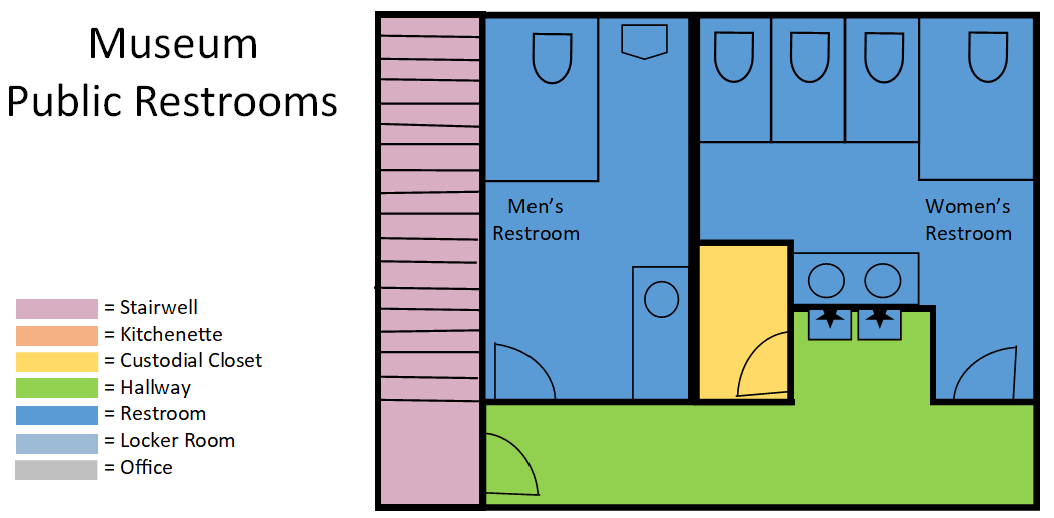 Museum
Public Restrooms
Men's
Restroom
Women's
Restroom
= Stairwell
= Kitchenette
= Custodial Closet
= Hallway
= Restroom
= Locker Room
= Office